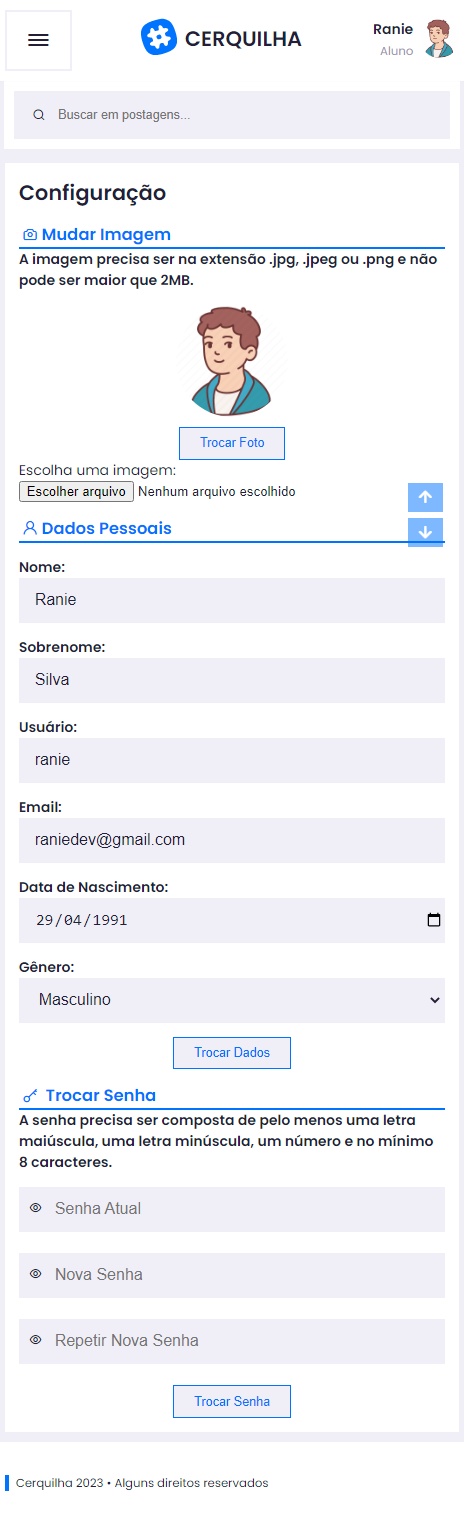 CERQUILHA
Ranie
Aluno
Buscar em postagens...
Configuração
Mudar Imagem
A imagem precisa ser na extensão .jpg, .jpeg ou .png e não
pode ser maior que 2MB.
Trocar Foto
Escolha uma imagem:
Escolher arquivo Nenhum arquivo escolhido
Dados Pessoais
Nome:
Ranie
Sobrenome:
Silva
Usuário:
ranie
Email:
raniedev@gmail.com
Data de Nascimento:
29/04/1991
Gênero:
Masculino
Trocar Dados
Trocar Senha
A senha precisa ser composta de pelo menos uma letra
maiúscula, uma letra minúscula, um número e no mínimo
8 caracteres.
Senha Atual
Nova Senha
Repetir Nova Senha
Trocar Senha
Cerquilha 2023 • Alguns direitos reservados